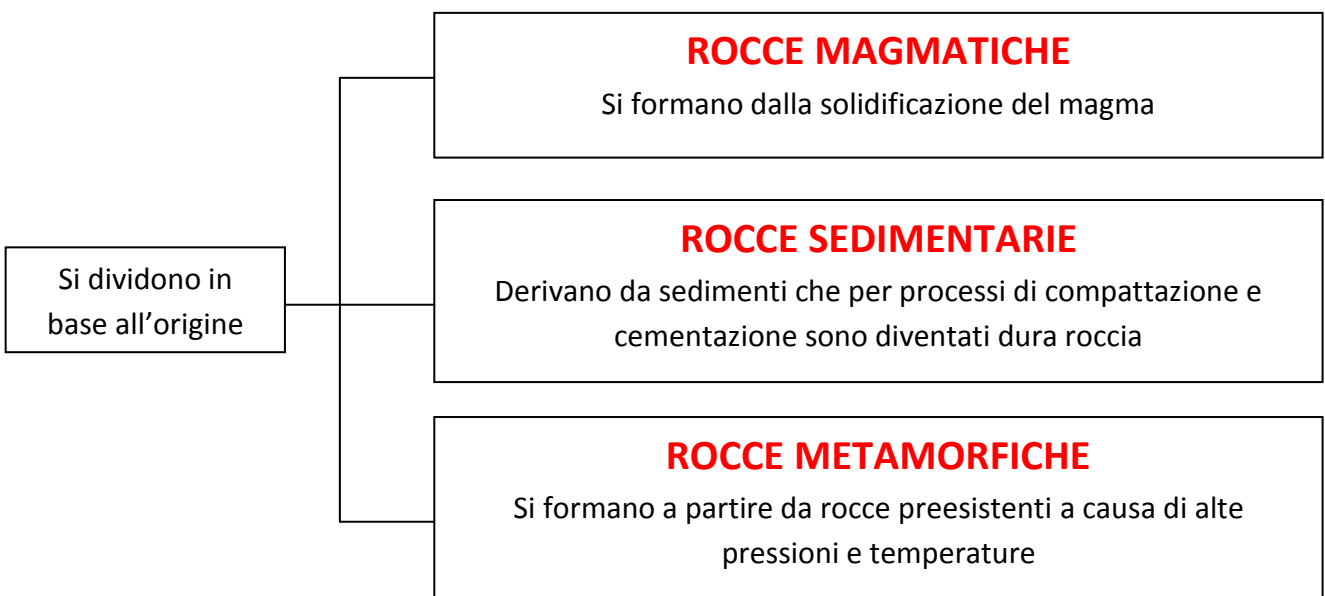 ROCCE MAGMATICHE
Si formano dalla solidificazione del magma
ROCCE SEDIMENTARIE
Derivano da sedimenti che per processi di compattazione e
cementazione sono diventati dura roccia
Si dividono in
base all’origine
ROCCE METAMORFICHE
Si formano a partire da rocce preesistenti a causa di alte
pressioni e temperature